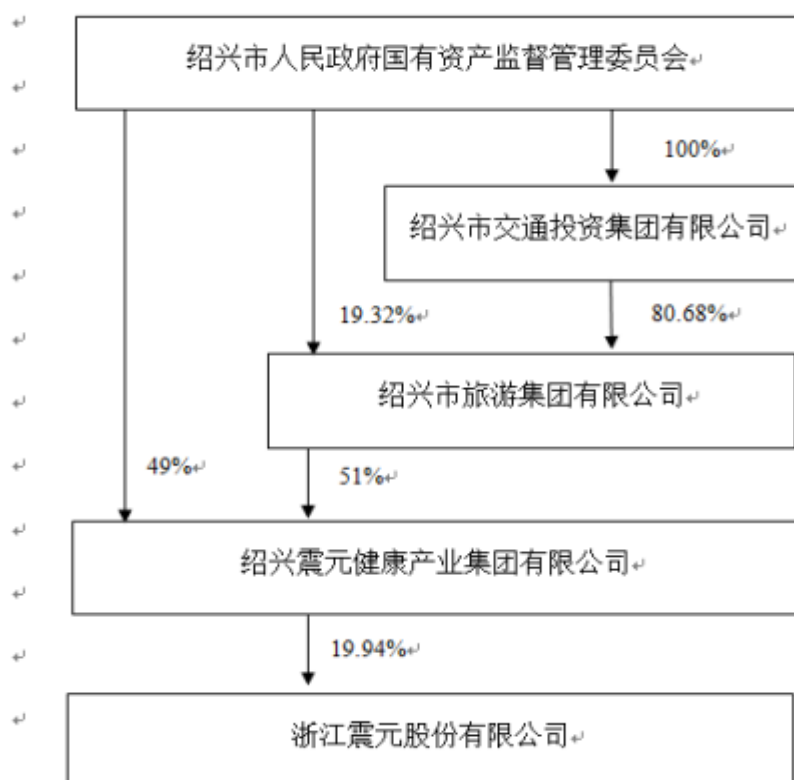 绍兴市人民政府国有资产监督管理委员会
100%
绍兴市交通投资集团有限公司
19.32%
80.68%
绍兴市旅游集团有限公司
49%
51%
绍兴震元健康产业集团有限公司
19.94%
浙江震元股份有限公司